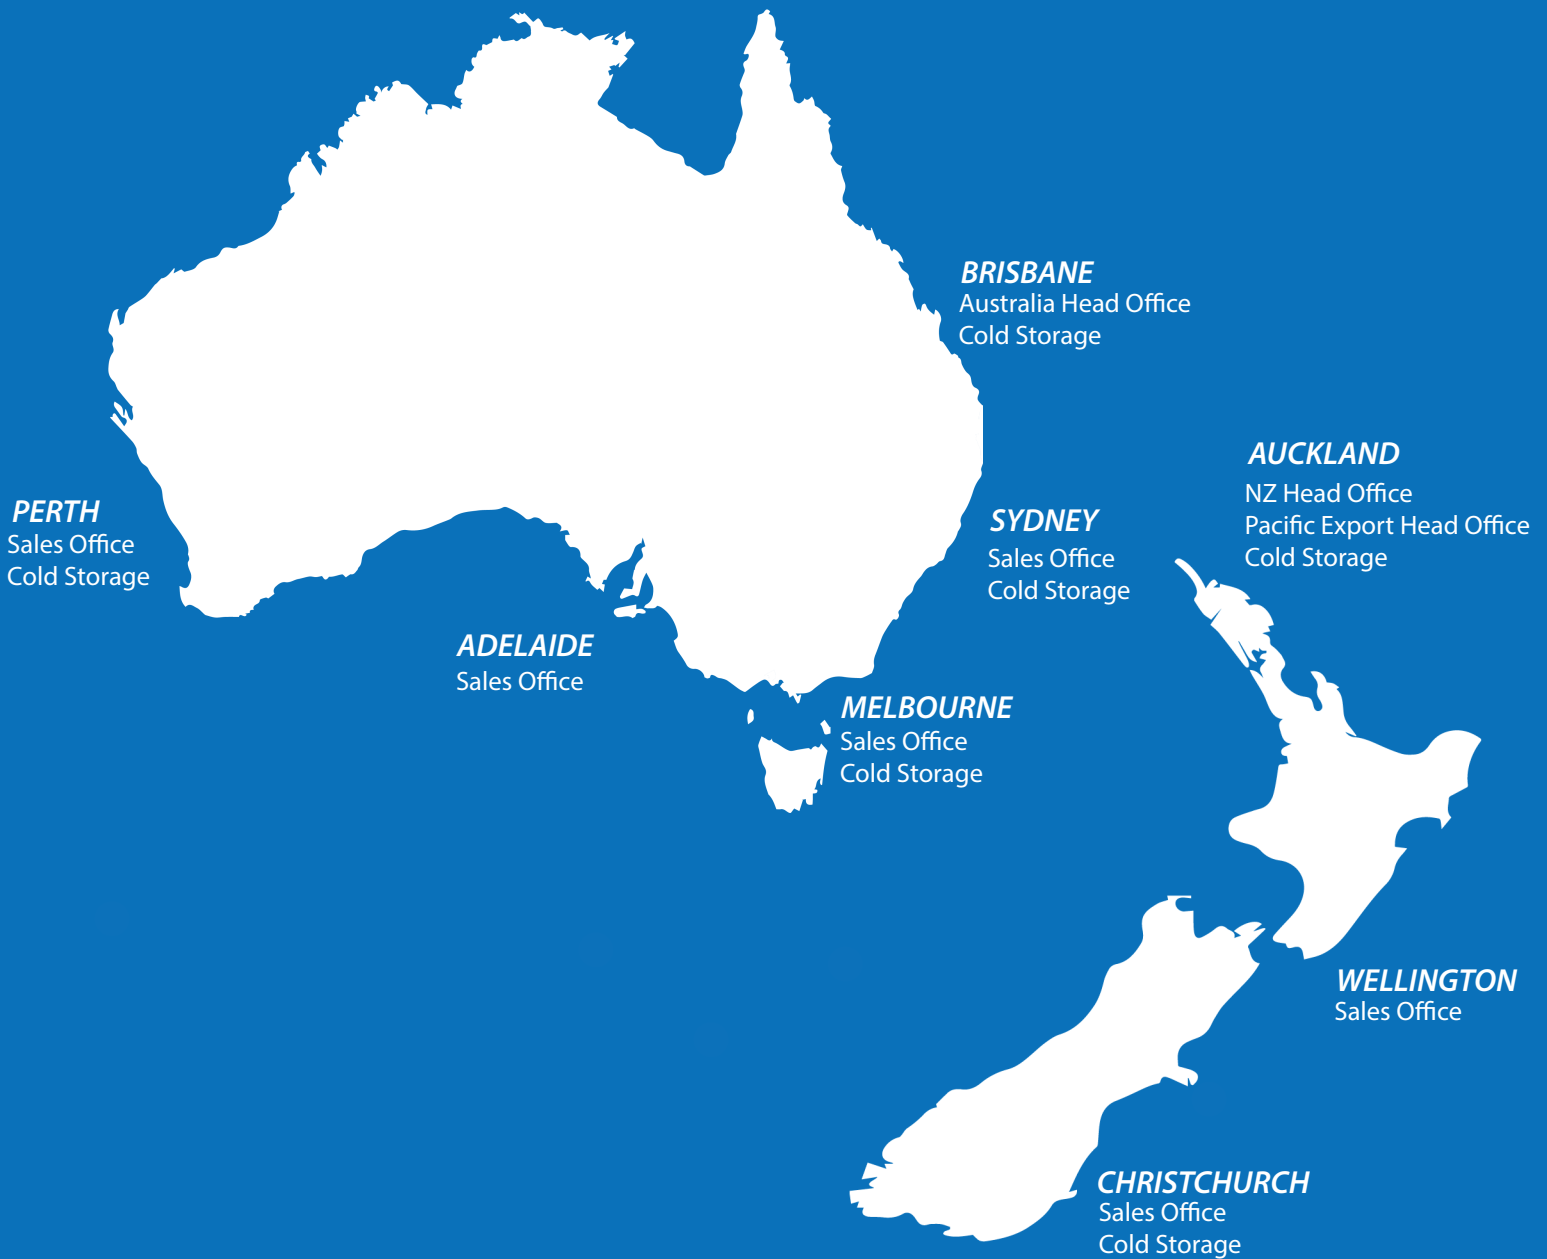 BRISBANE
Australia Head Office
Cold Storage
AUCKLAND
NZ Head Office
Pacific Export Head Office
Cold Storage
PERTH
Sales Office
Cold Storage
SYDNEY
Sales Office
Cold Storage
ADELAIDE
Sales Office
MELBOURNE
Sales Office
Cold Storage
WELLINGTON
Sales Office
CHRISTCHURCH
Sales Office
Cold Storage